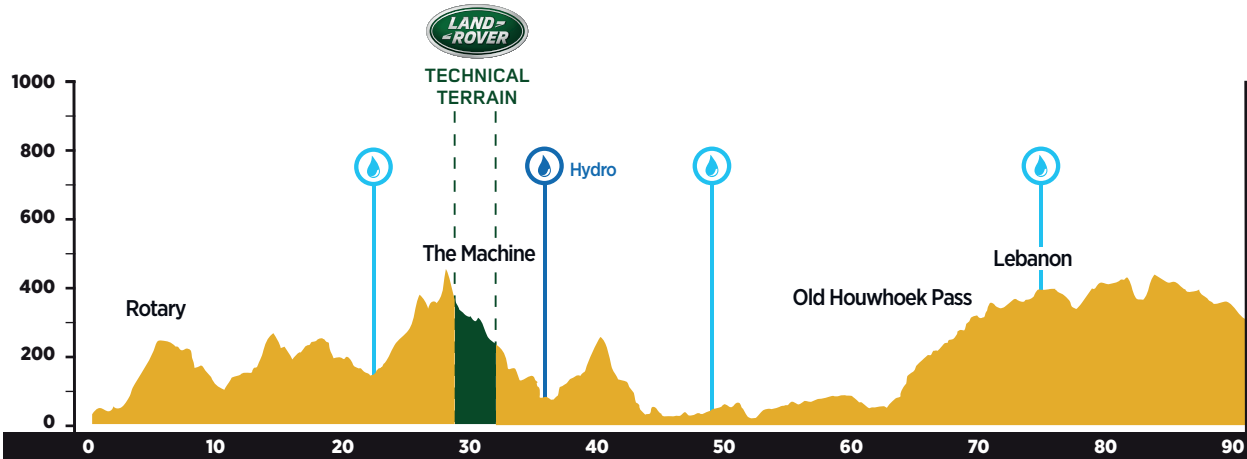 LAND-
-ROVER
TECHNICAL
TERRAIN
1000
800
600
400
200
0
Hydro
The Machine
Rotary
Lebanon
Old Houwhoek Pass
0 10 20 30 40 50 60 70 80 90